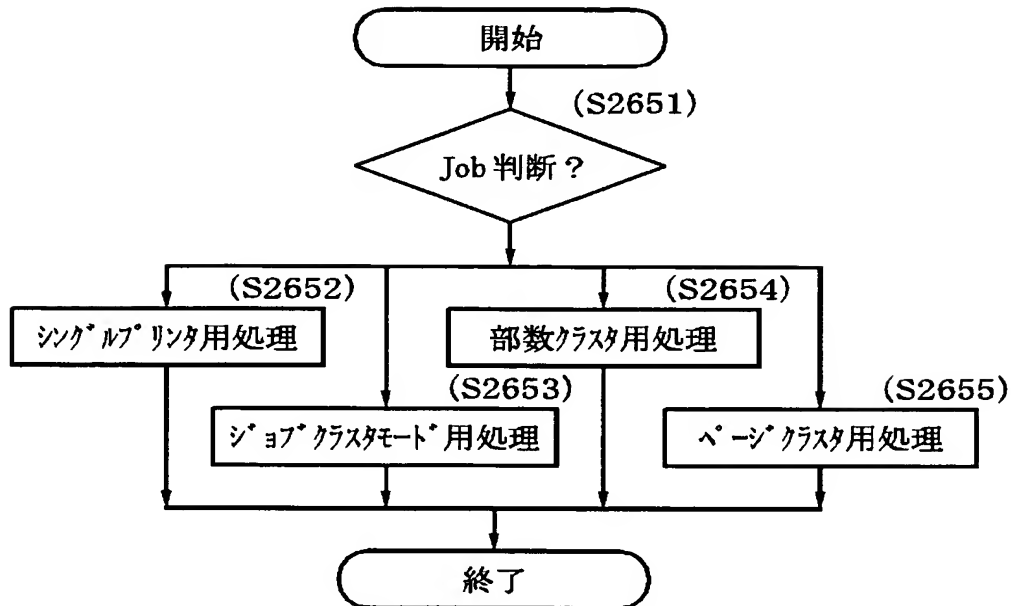 開始
(S2651)
Job 判断？
(S2652)
(S2654)
シングルプリンタ用処理
部数クラスタ用処理
(S2653)
(S2655)
ジョブクラスタモード用処理
ページクラスタ用処理
終了